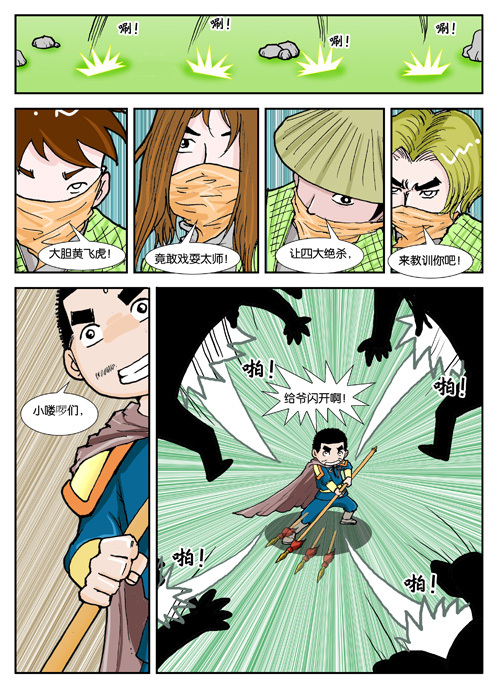 唰！
唰！
唰！
唰！
大胆黄飞虎！
竟敢戏耍太师！
让四大绝杀，
来教训你吧！
小喽啰们，
给爷闪开啊！
啪！
啪！
啪！
啪！